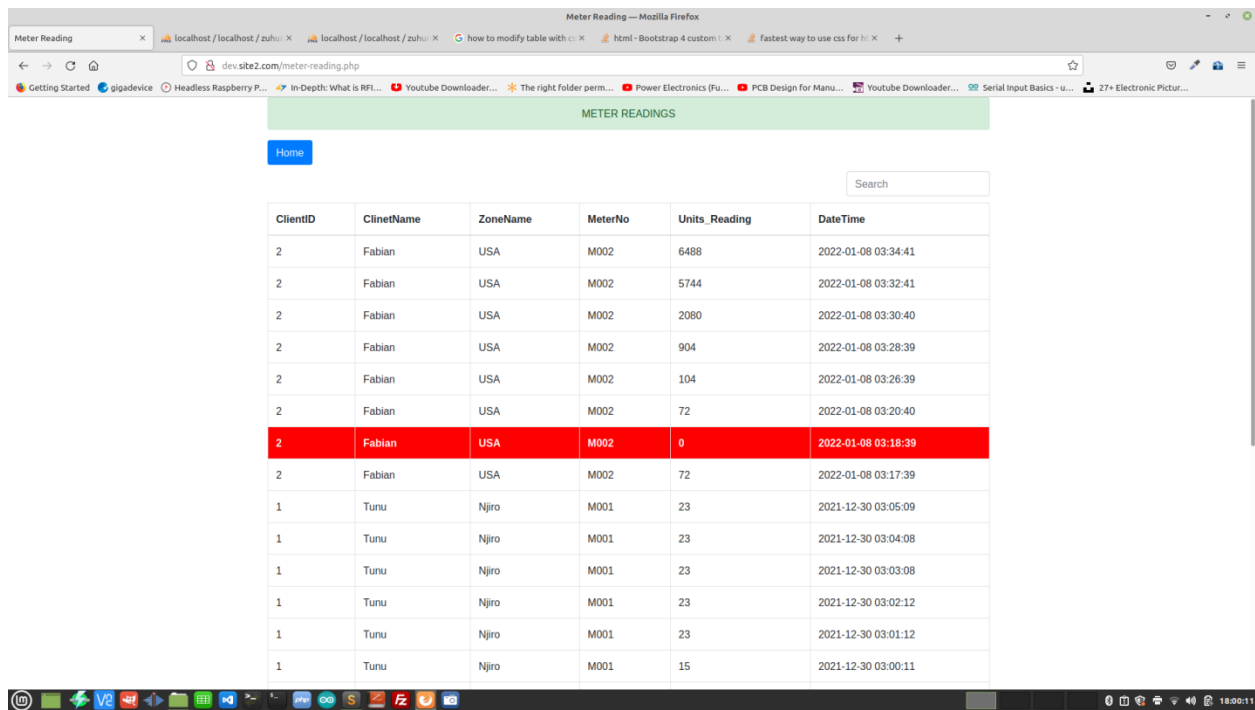 Meter Reading — Mozilla Firefox
Meter Reading × localhost / localhost / zuhur × localhost / localhost / zuhur × how to modify table with cs × html - Bootstrap 4 custom t × fastest way to use css for ht × +
dev.site2.com/meter-reading.php
Getting Started gigadevice Headless Raspberry P... In-Depth: What is RFI... Youtube Downloader... The right folder perm... Power Electronics (Fu... PCB Design for Manu... Youtube Downloader... Serial Input Basics - u... 27+ Electronic Pictur...
METER READINGS
Home
Search
ClientID ClinetName ZoneName MeterNo Units_Reading DateTime
2 Fabian USA M002 6488 2022-01-08 03:34:41
2 Fabian USA M002 5744 2022-01-08 03:32:41
2 Fabian USA M002 2080 2022-01-08 03:30:40
2 Fabian USA M002 904 2022-01-08 03:28:39
2 Fabian USA M002 104 2022-01-08 03:26:39
2 Fabian USA M002 72 2022-01-08 03:20:40
2 Fabian USA M002 0 2022-01-08 03:18:39
2 Fabian USA M002 72 2022-01-08 03:17:39
1 Tunu Njiro M001 23 2021-12-30 03:05:09
1 Tunu Njiro M001 23 2021-12-30 03:04:08
1 Tunu Njiro M001 23 2021-12-30 03:03:08
1 Tunu Njiro M001 23 2021-12-30 03:02:12
1 Tunu Njiro M001 23 2021-12-30 03:01:12
1 Tunu Njiro M001 15 2021-12-30 03:00:11
18:00:11